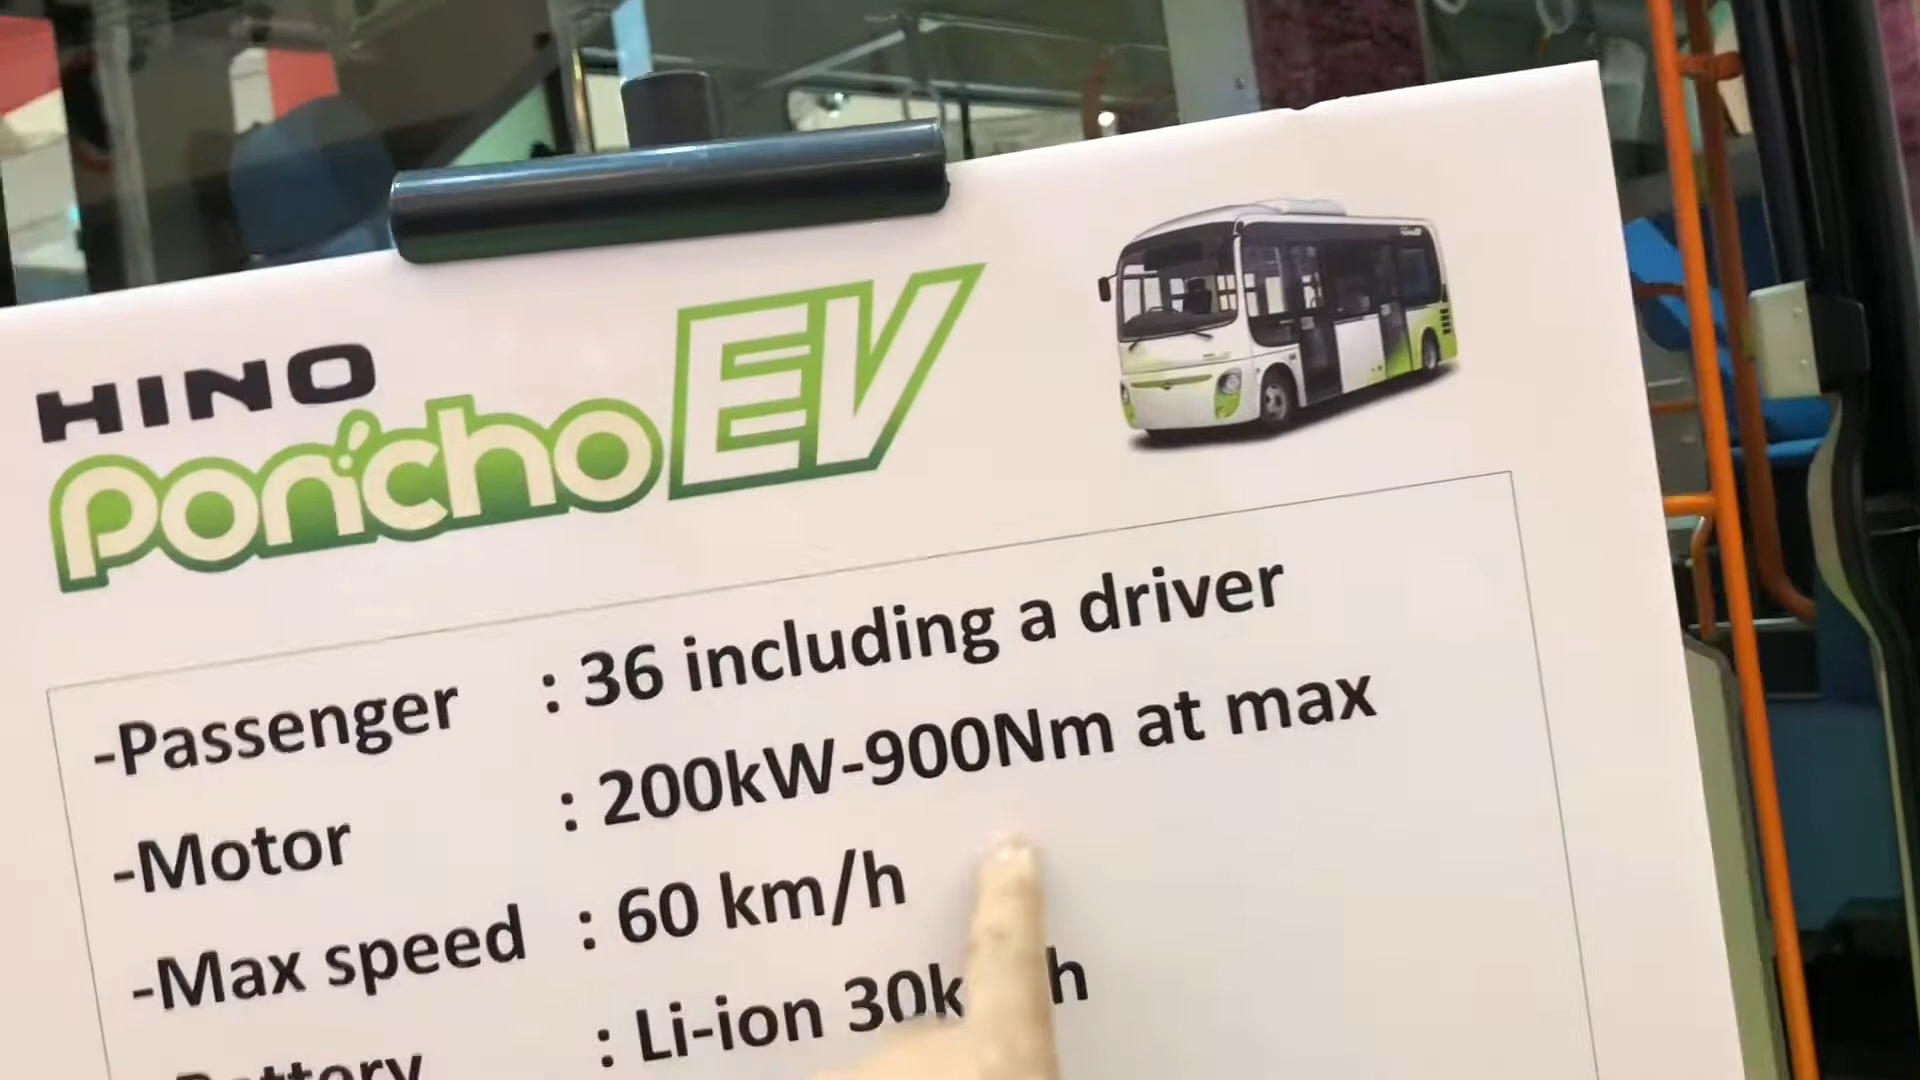 HINO
Poncho EV
-Passenger : 36 including a driver
-Motor : 200kW-900Nm at max
-Max speed : 60 km/h
Battery : Li-ion 30k h